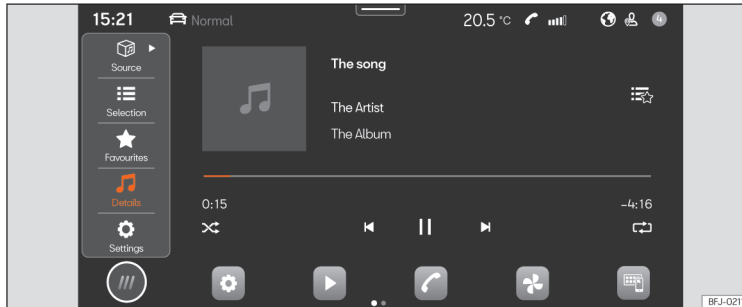 15:21
Normal
20.5 °C
4
Source
Selection
Favourites
Details
Settings
The song
The Artist
The Album
0:15
-4:16
BFJ-021